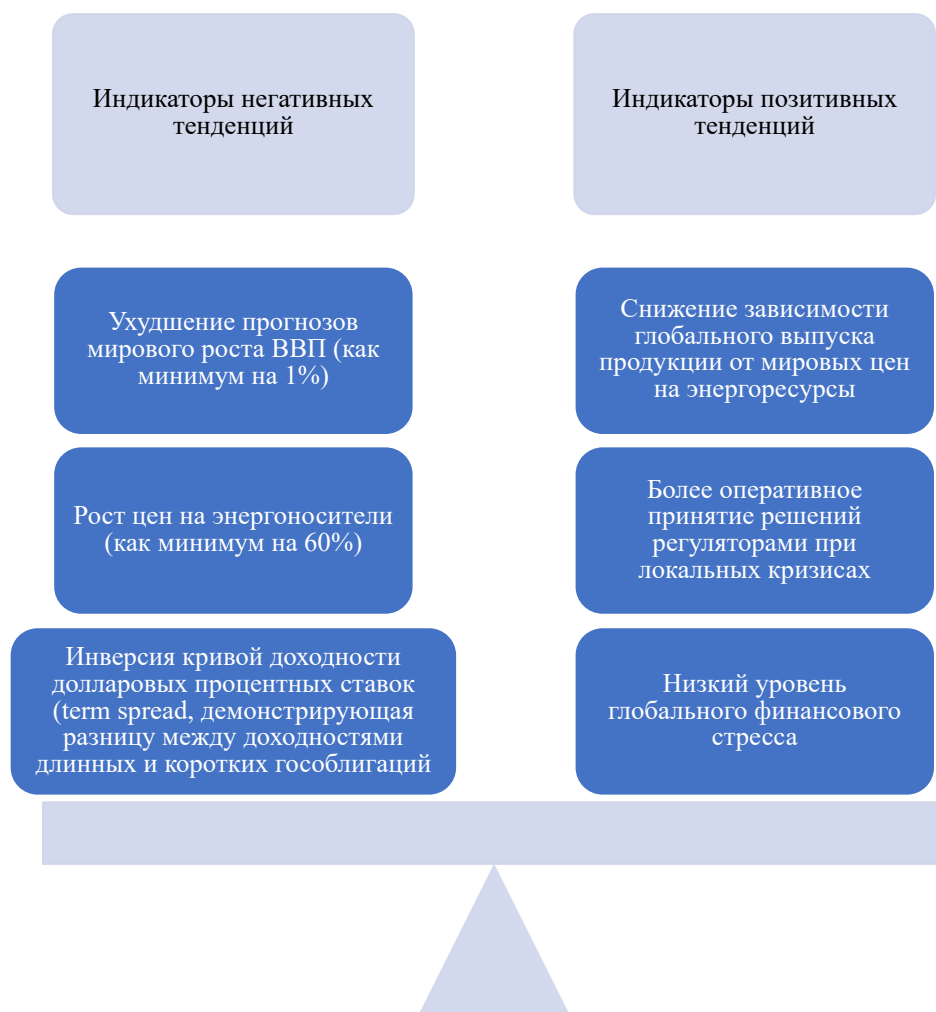 Индикаторы негативных
тенденций
Индикаторы позитивных
тенденций
Ухудшение прогнозов
мирового роста ВВП (как
минимум на 1%)
Снижение зависимости
глобального выпуска
продукции от мировых цен
на энергоресурсы
Рост цен на энергоносители
(как минимум на 60%)
Более оперативное
принятие решений
регуляторами при
локальных кризисах
Инверсия кривой доходности
долларовых процентных ставок
(term spread, демонстрирующая
разницу между доходностями
длинных и коротких гособлигаций
Низкий уровень
глобального финансового
стресса